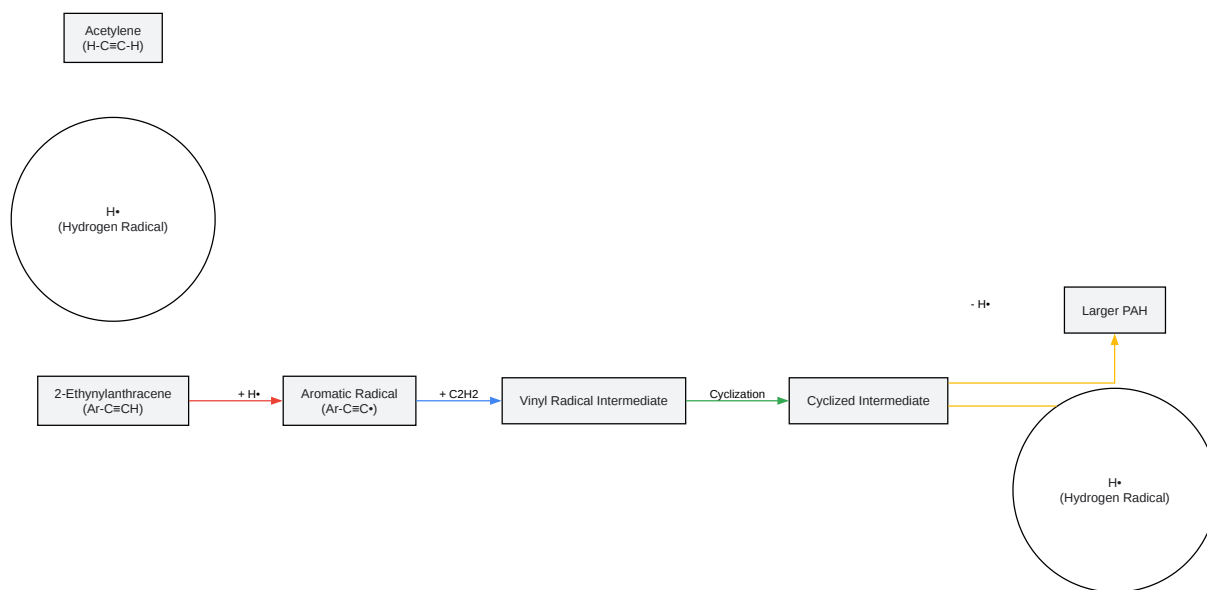 Acetylene
(H-C≡C-H)
H•
(Hydrogen Radical)
- H•
Larger PAH
2-Ethynylanthracene
(Ar-C≡CH)
+ H•
Aromatic Radical
(Ar-C≡C•)
+ C2H2
Vinyl Radical Intermediate
Cyclization
Cyclized Intermediate
H•
(Hydrogen Radical)